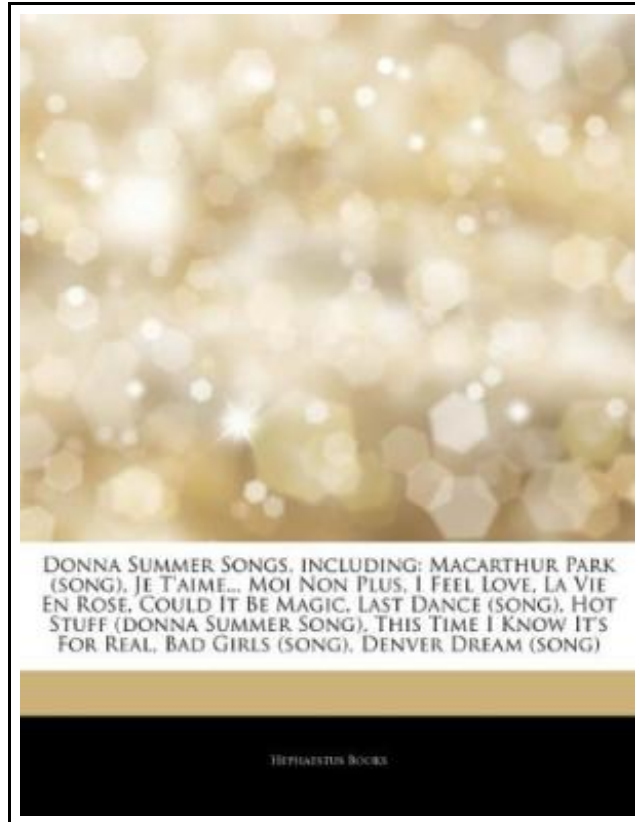 DONNA SUMMER SONGS, INCLUDING: MACARTHUR PARK
(SONG), JE T'AIME... MOI NON PLUS, I FEEL LOVE, LA VIE
EN ROSE, COULD IT BE MAGIC, LAST DANCE (SONG), HOT
STUFF (DONNA SUMMER SONG), THIS TIME I KNOW IT'S
FOR REAL, BAD GIRLS (SONG), DENVER DREAM (SONG)
HEPHAESTUS BOOKS